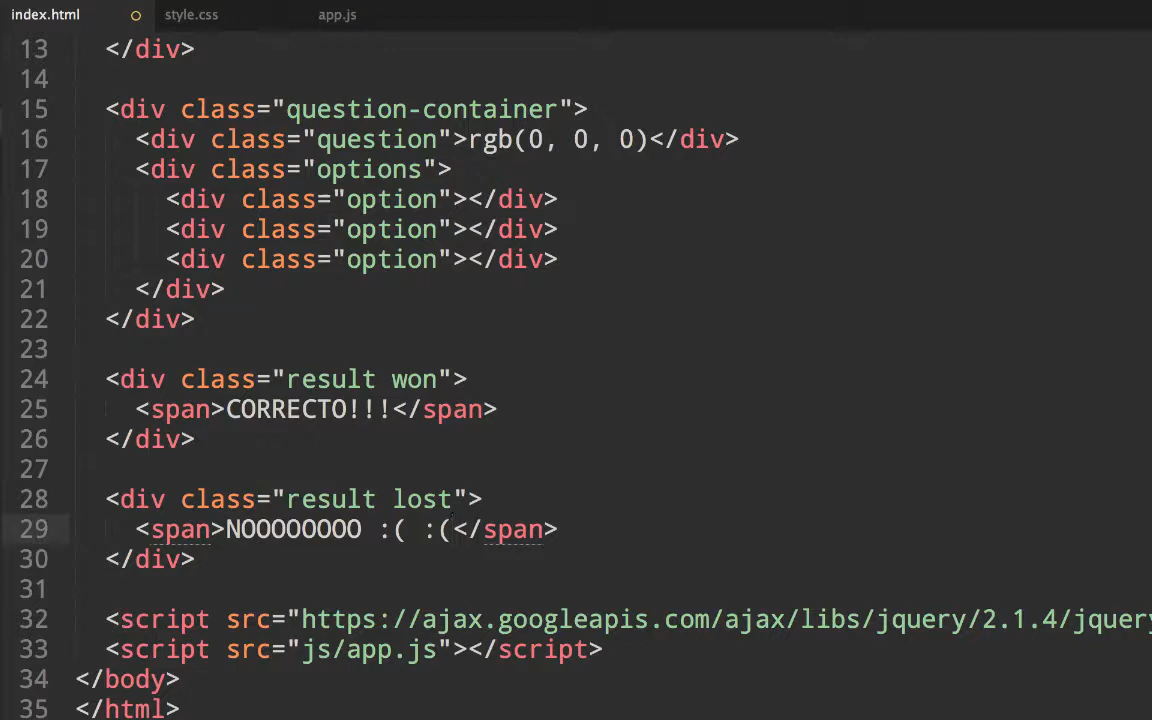 index.html style.css app.js
13 </div>
14
15 <div class="question-container">
16 <div class="question">rgb(0, 0, 0)</div>
17 <div class="options">
18 <div class="option"></div>
19 <div class="option"></div>
20 <div class="option"></div>
21 </div>
22 </div>
23
24 <div class="result won">
25 <span>CORRECTO!!!</span>
26 </div>
27
28 <div class="result lost">
29 <span>NOOOOOOOO :( :(</span>
30 </div>
31
32 <script src="https://ajax.googleapis.com/ajax/libs/jquery/2.1.4/jquery
33 <script src="js/app.js"></script>
34 </body>
35 </html>